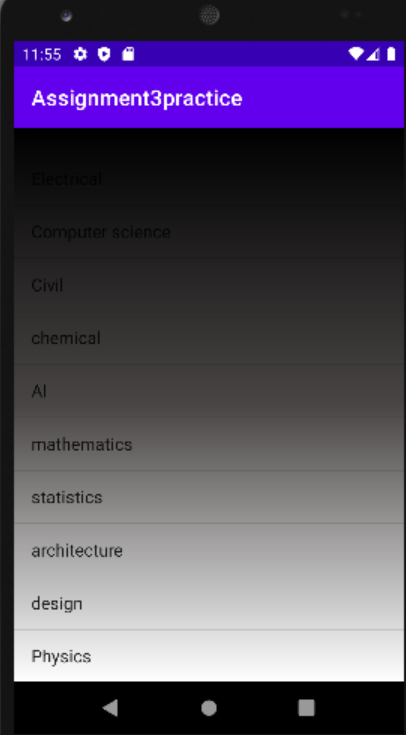 11:55
Assignment3practice
Electrical
Computer science
Civil
chemical
AI
mathematics
statistics
architecture
design
Physics